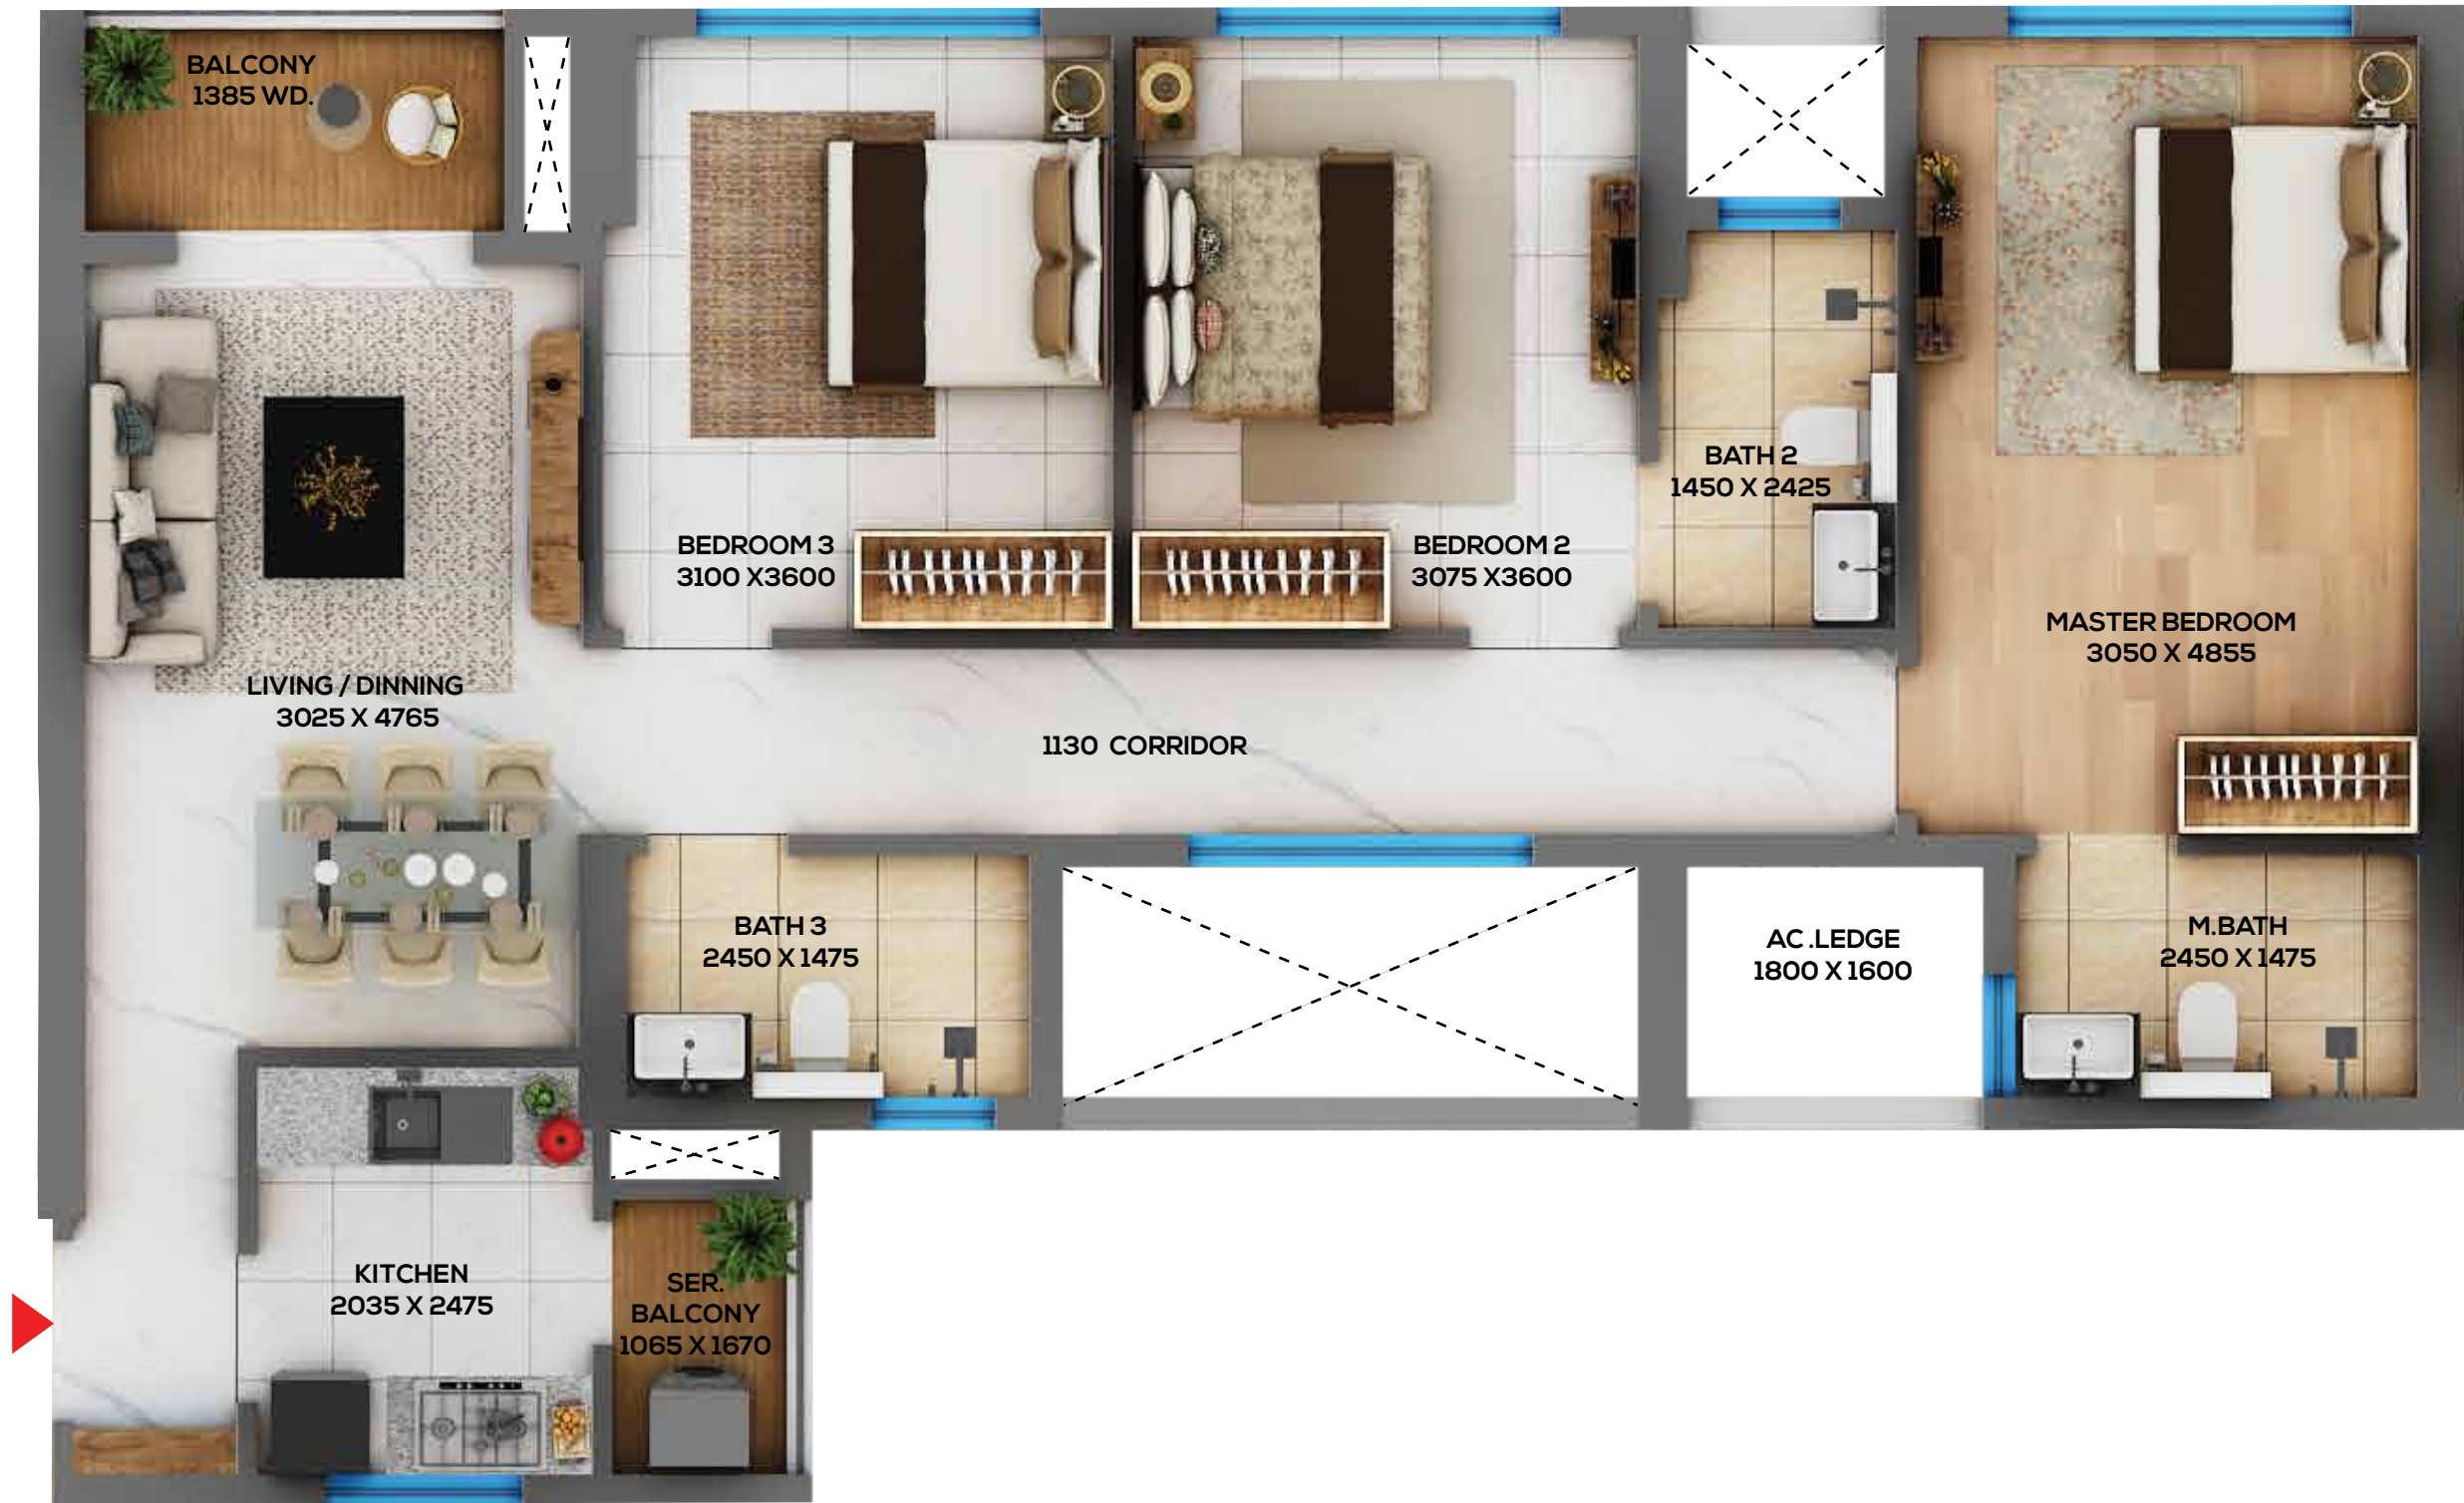 BALCONY
1385 WD.
BEDROOM 3
3100 X3600
BEDROOM 2
3075 X3600
BATH 2
1450 X 2425
MASTER BEDROOM
3050 X 4855
LIVING / DINNING
3025 X 4765
1130 CORRIDOR
BATH 3
2450 X 1475
AC .LEDGE
1800 X 1600
M.BATH
2450 X 1475
KITCHEN
2035 X 2475
SER.
BALCONY
1065 X 1670